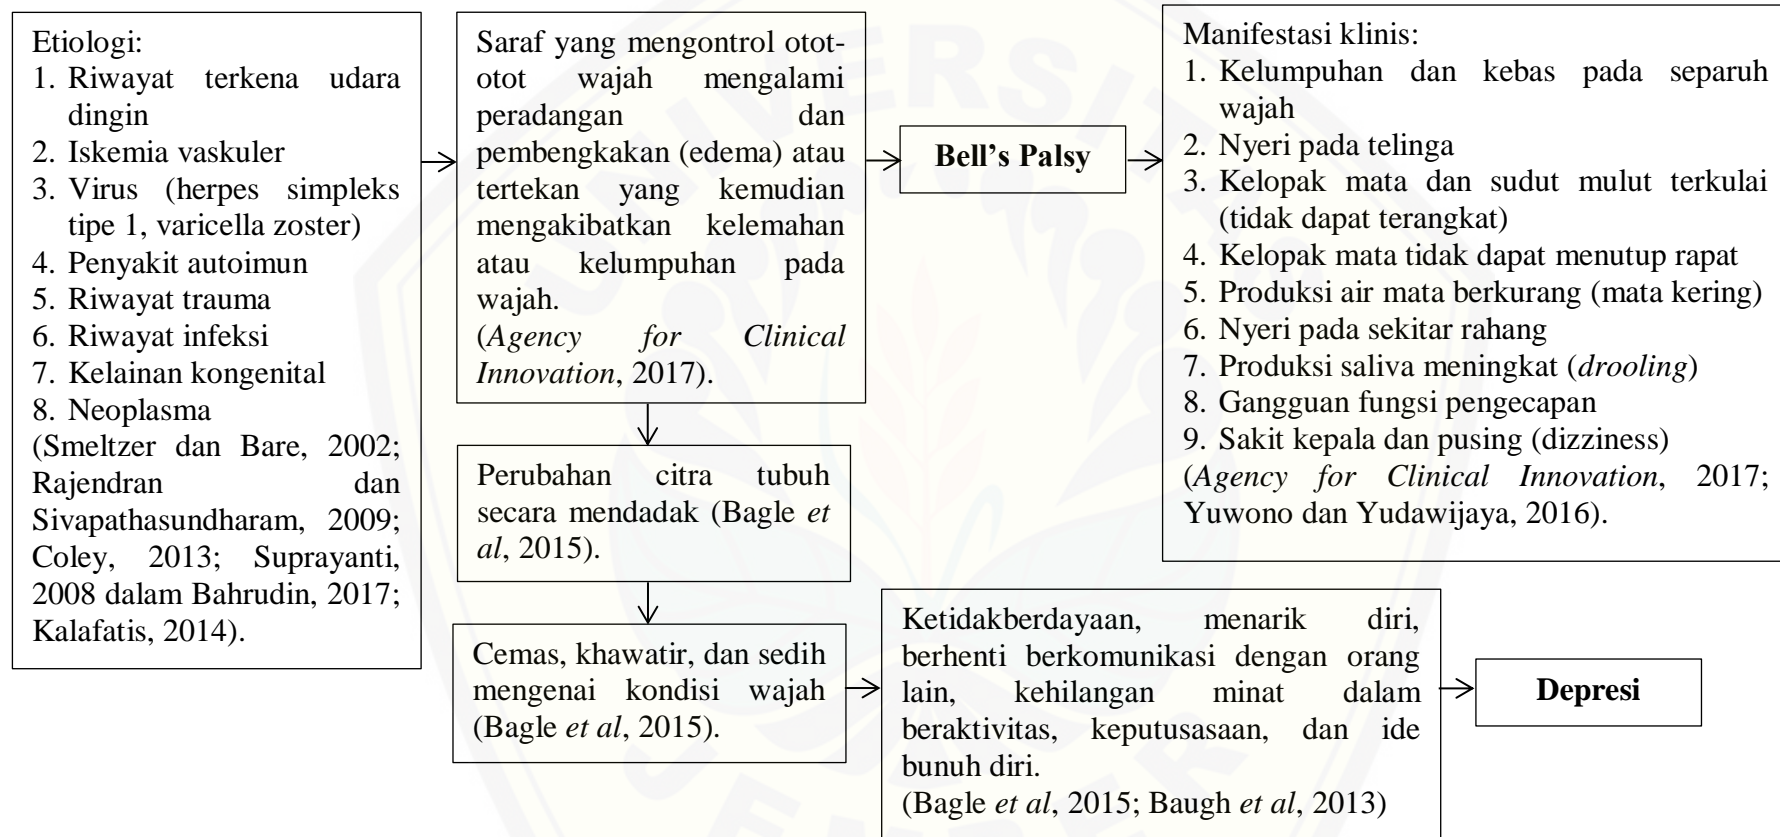 Etiologi:
1. Riwayat terkena udara
dingin
2. Iskemia vaskuler
3. Virus (herpes simpleks
tipe 1, varicella zoster)
4. Penyakit autoimun
5. Riwayat trauma
6. Riwayat infeksi
7. Kelainan kongenital
8. Neoplasma
(Smeltzer dan Bare, 2002;
Rajendran dan
Sivapathasundharam, 2009;
Coley, 2013; Suprayanti,
2008 dalam Bahrudin, 2017;
Kalafatis, 2014).
Saraf yang mengontrol otot-
otot wajah mengalami
peradangan dan
pembengkakan (edema) atau
tertekan yang kemudian
mengakibatkan kelemahan
atau kelumpuhan pada
wajah.
(Agency for Clinical
Innovation, 2017).
Bell’s Palsy
Manifestasi klinis:
1. Kelumpuhan dan kebas pada separuh
wajah
2. Nyeri pada telinga
3. Kelopak mata dan sudut mulut terkulai
(tidak dapat terangkat)
4. Kelopak mata tidak dapat menutup rapat
5. Produksi air mata berkurang (mata kering)
6. Nyeri pada sekitar rahang
7. Produksi saliva meningkat (drooling)
8. Gangguan fungsi pengecapan
9. Sakit kepala dan pusing (dizziness)
(Agency for Clinical Innovation, 2017;
Yuwono dan Yudawijaya, 2016).
Perubahan citra tubuh
secara mendadak (Bagle et
al, 2015).
Cemas, khawatir, dan sedih
mengenai kondisi wajah
(Bagle et al, 2015).
Ketidakberdayaan, menarik diri,
berhenti berkomunikasi dengan orang
lain, kehilangan minat dalam
beraktivitas, keputusasaan, dan ide
bunuh diri.
(Bagle et al, 2015; Baugh et al, 2013)
Depresi
UNIVERSITAS